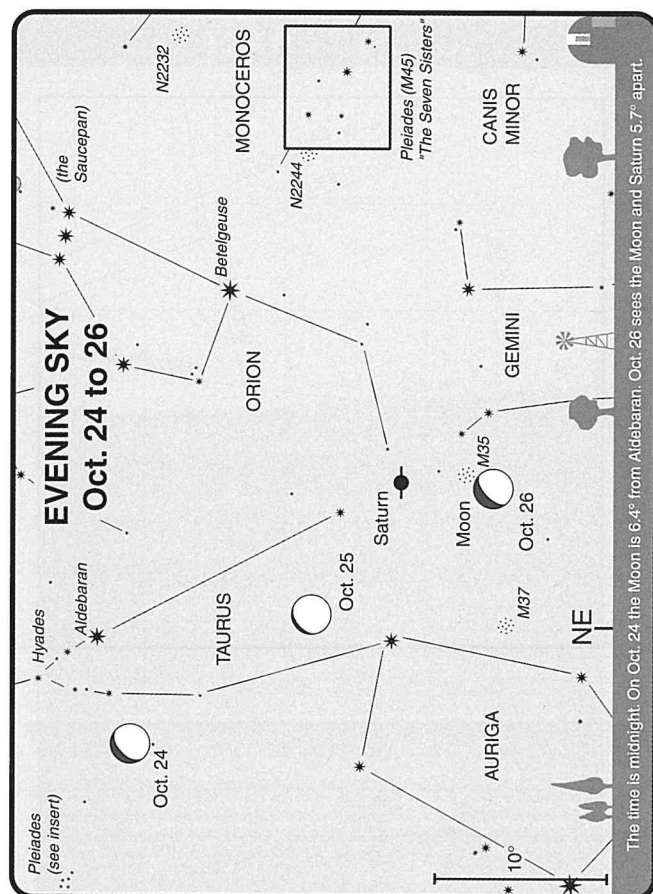 EVENING SKY
Oct. 24 to 26
Pleiades
(see insert)
Hyades
Aldebaran
(the
Saucepan)
N2232
Oct. 24
TAURUS
Oct. 25
ORION
Betelgeuse
MONOCEROS
N2244
Pleiades (M45)
"The Seven Sisters"
Saturn
Moon
M35
Oct. 26
M37
AURIGA
GEMINI
CANIS
MINOR
10°
NE
The time is midnight. On Oct. 24 the Moon is 6.4° from Aldebaran. Oct. 26 sees the Moon and Saturn 5.7° apart.